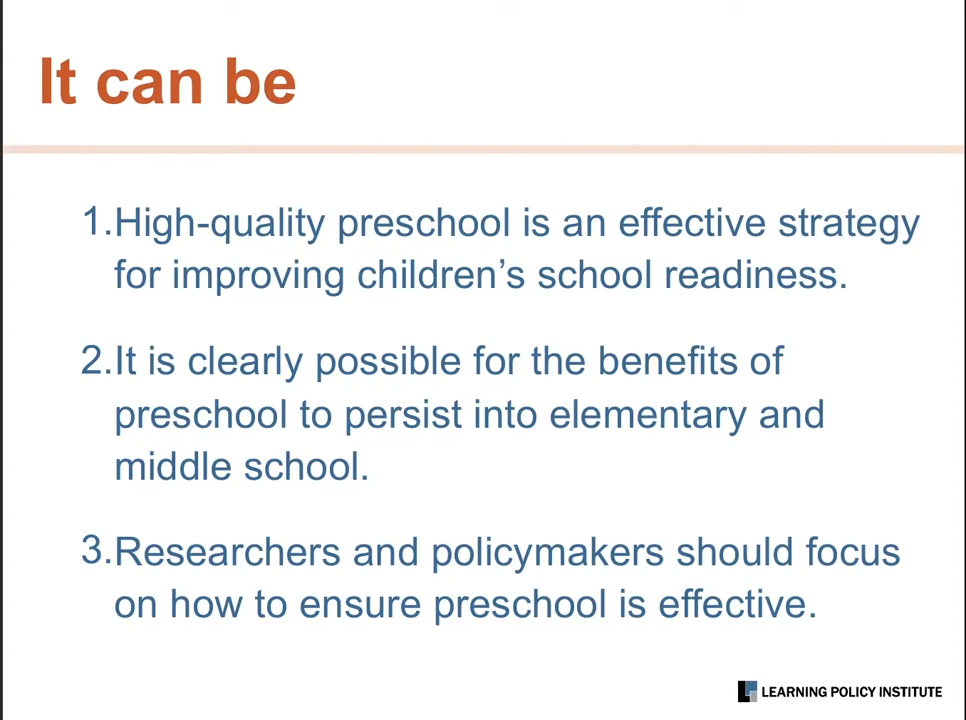 It can be
1.High-quality preschool is an effective strategy
for improving children’s school readiness.
2.It is clearly possible for the benefits of
preschool to persist into elementary and
middle school.
3.Researchers and policymakers should focus
on how to ensure preschool is effective.
LEARNING POLICY INSTITUTE